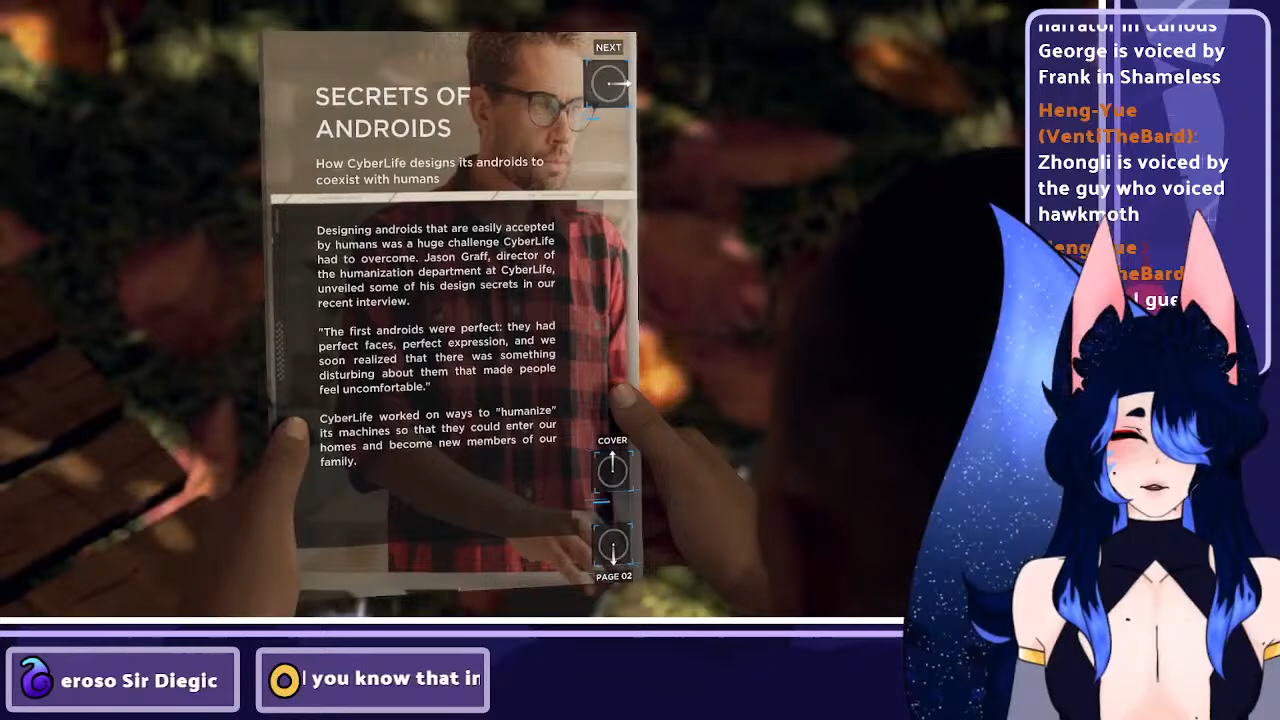 NEXT
SECRETS OF
ANDROIDS
How CyberLife designs its androids to
coexist with humans
Designing androids that are easily accepted
by humans was a huge challenge CyberLife
had to overcome. Jason Graff, director of
the humanization department at CyberLife,
unveiled some of his design secrets in our
recent interview.
"The first androids were perfect: they had
perfect faces, perfect expression, and we
soon realized that there was something
disturbing about them that made people
feel uncomfortable."
CyberLife worked on ways to "humanize"
its machines so that they could enter our
homes and become new members of our
family.
COVER
PAGE 02
narrator in Curious
George is voiced by
Frank in Shameless
Heng-Yue
(VentiTheBard):
Zhongli is voiced by
the guy who voiced
hawkmoth
eroso Sir Diegic
you know that in